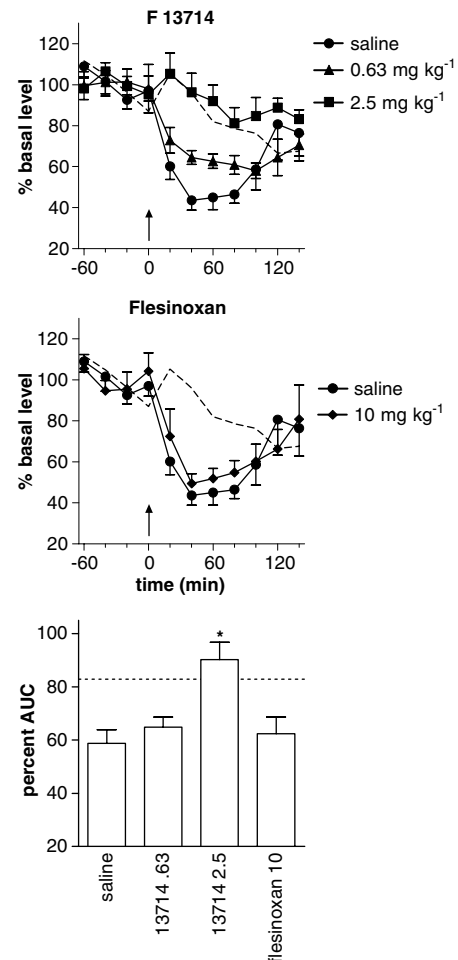 F 13714
120
100
80
60
40
20
% basal level
-60 0 60 120
saline
0.63 mg kg⁻¹
2.5 mg kg⁻¹
Flesinoxan
120
100
80
60
40
20
% basal level
-60 0 60 120
time (min)
saline
10 mg kg⁻¹
100
80
60
40
20
percent AUC
*
saline
13714 .63
13714 2.5
flesinoxan 10